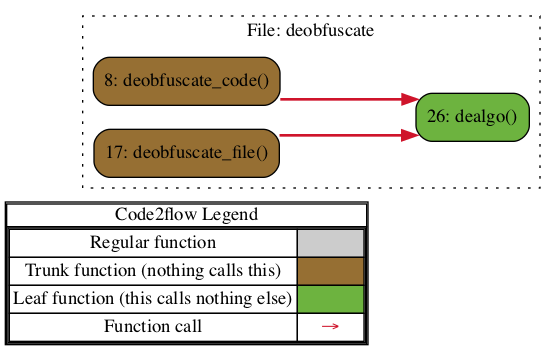 File: deobfuscate
8: deobfuscate_code()
26: dealgo()
17: deobfuscate_file()
Code2flow Legend
Regular function
Trunk function (nothing calls this)
Leaf function (this calls nothing else)
Function call →